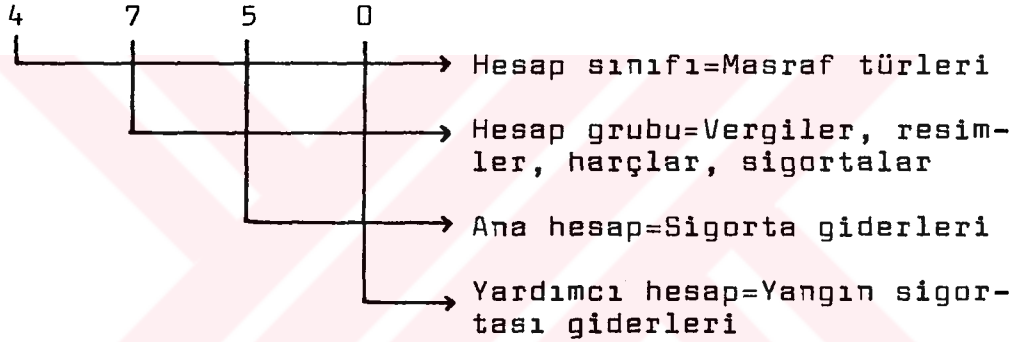 4 7 5 0
Hesap sınıfı=Masraf türleri
Hesap grubu=Vergiler, resim-
ler, harçlar, sigortalar
Ana hesap=Sigorta giderleri
Yardımcı hesap=Yangın sigor-
tası giderleri